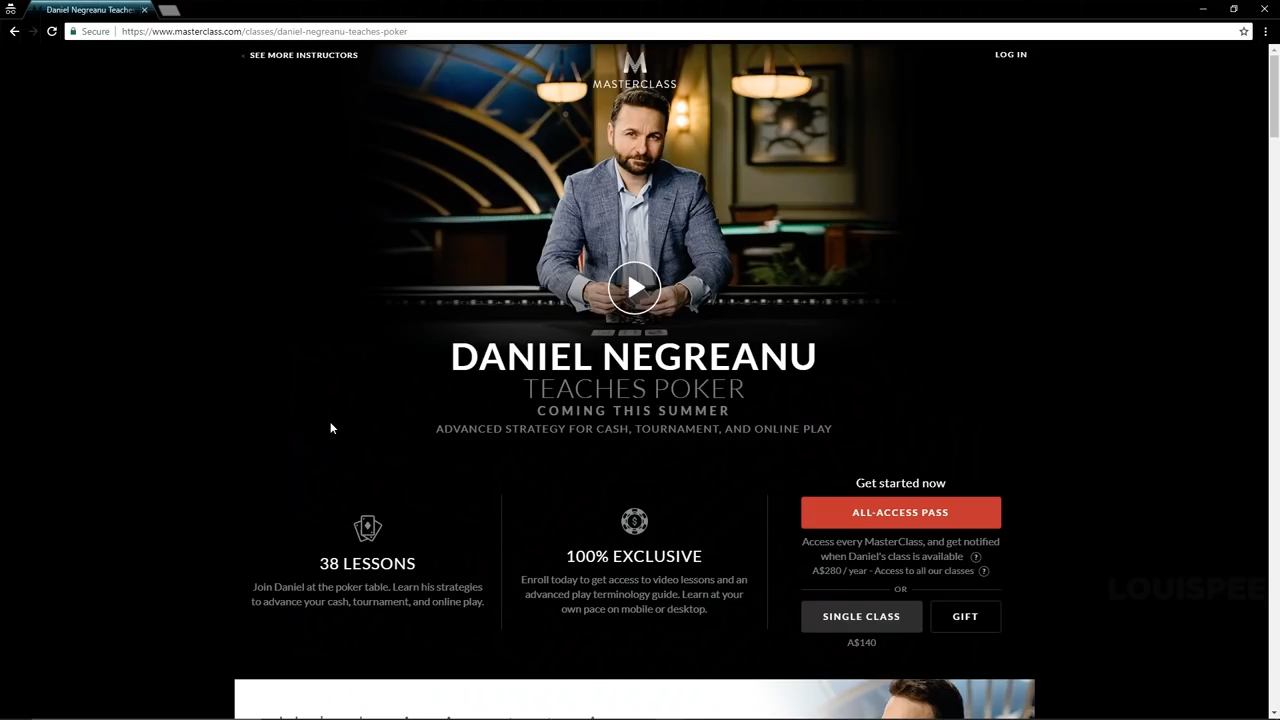 Daniel Negreanu Teache
Secure
https://www.masterclass.com/classes/daniel-negreanu-teaches-poker
SEE MORE INSTRUCTORS
LOG IN
MASTERCLASS
DANIEL NEGREANU
TEACHES POKER
COMING THIS SUMMER
ADVANCED STRATEGY FOR CASH, TOURNAMENT, AND ONLINE PLAY
38 LESSONS
Join Daniel at the poker table. Learn his strategies
to advance your cash, tournament, and online play.
100% EXCLUSIVE
Enroll today to get access to video lessons and an
advanced play terminology guide. Learn at your
own pace on mobile or desktop.
Get started now
ALL-ACCESS PASS
Access every MasterClass, and get notified
when Daniel's class is available ?
A$280 / year - Access to all our classes ?
OR
SINGLE CLASS
GIFT
A$140
LOUISPEE